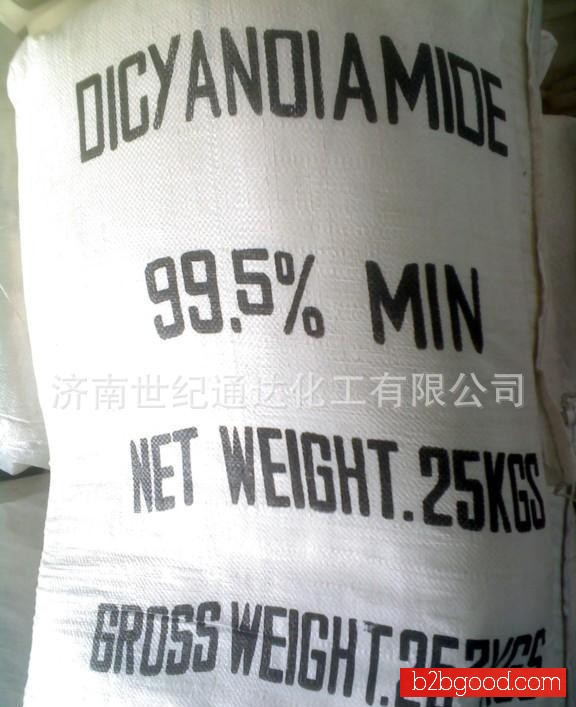 DICYANDIAMIDE
99.5% MIN
济南世纪通达化工有限公司
NET WEIGHT.25KGS
GROSS WEIGHT.
b2bgood.com